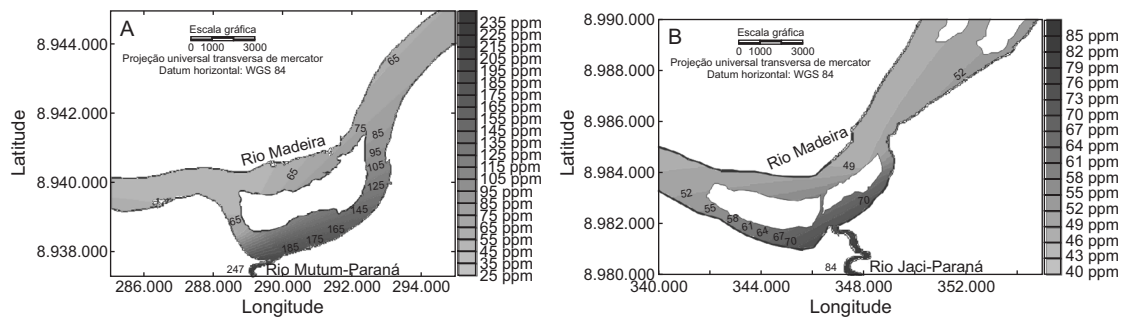 A
Escala gráfica
0 1000 3000
Projeção universal transversa de mercator
Datum horizontal: WGS 84
Latitude
8.944.000
8.942.000
8.940.000
8.938.000
65
75
85
Rio Madeira
95
105
65
125
145
65
165
175
185
247
Rio Mutum-Paraná
286.000 288.000 290.000 292.000 294.000
Longitude
235 ppm
225 ppm
215 ppm
205 ppm
195 ppm
185 ppm
175 ppm
165 ppm
155 ppm
145 ppm
135 ppm
125 ppm
115 ppm
105 ppm
95 ppm
85 ppm
75 ppm
65 ppm
55 ppm
45 ppm
35 ppm
25 ppm
B
Escala gráfica
0 1000 3000
Projeção universal transversa de mercator
Datum horizontal: WGS 84
Latitude
8.990.000
8.988.000
8.986.000
8.984.000
8.982.000
8.980.000
52
Rio Madeira
49
52
55
58
61
64
67
70
70
84
Rio Jaci-Paraná
340.000 344.000 348.000 352.000
Longitude
85 ppm
82 ppm
79 ppm
76 ppm
73 ppm
70 ppm
67 ppm
64 ppm
61 ppm
58 ppm
55 ppm
52 ppm
49 ppm
46 ppm
43 ppm
40 ppm